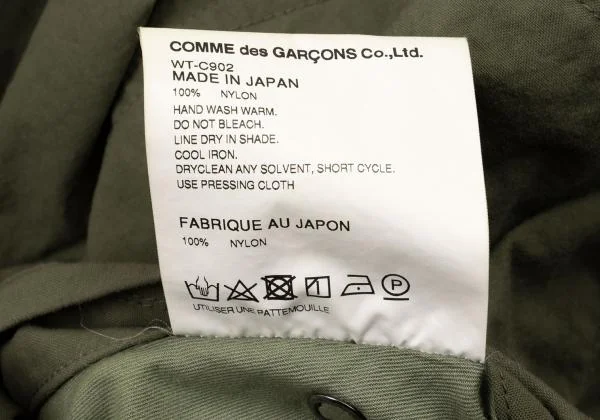 COMME des GARÇONS Co.,Ltd.
WT-C902
MADE IN JAPAN
100% NYLON
HAND WASH WARM.
DO NOT BLEACH.
LINE DRY IN SHADE.
COOL IRON.
DRYCLEAN ANY SOLVENT, SHORT CYCLE.
USE PRESSING CLOTH
FABRIQUE AU JAPON
100% NYLON
P
UTILISER UNE PATTEMOUILLE